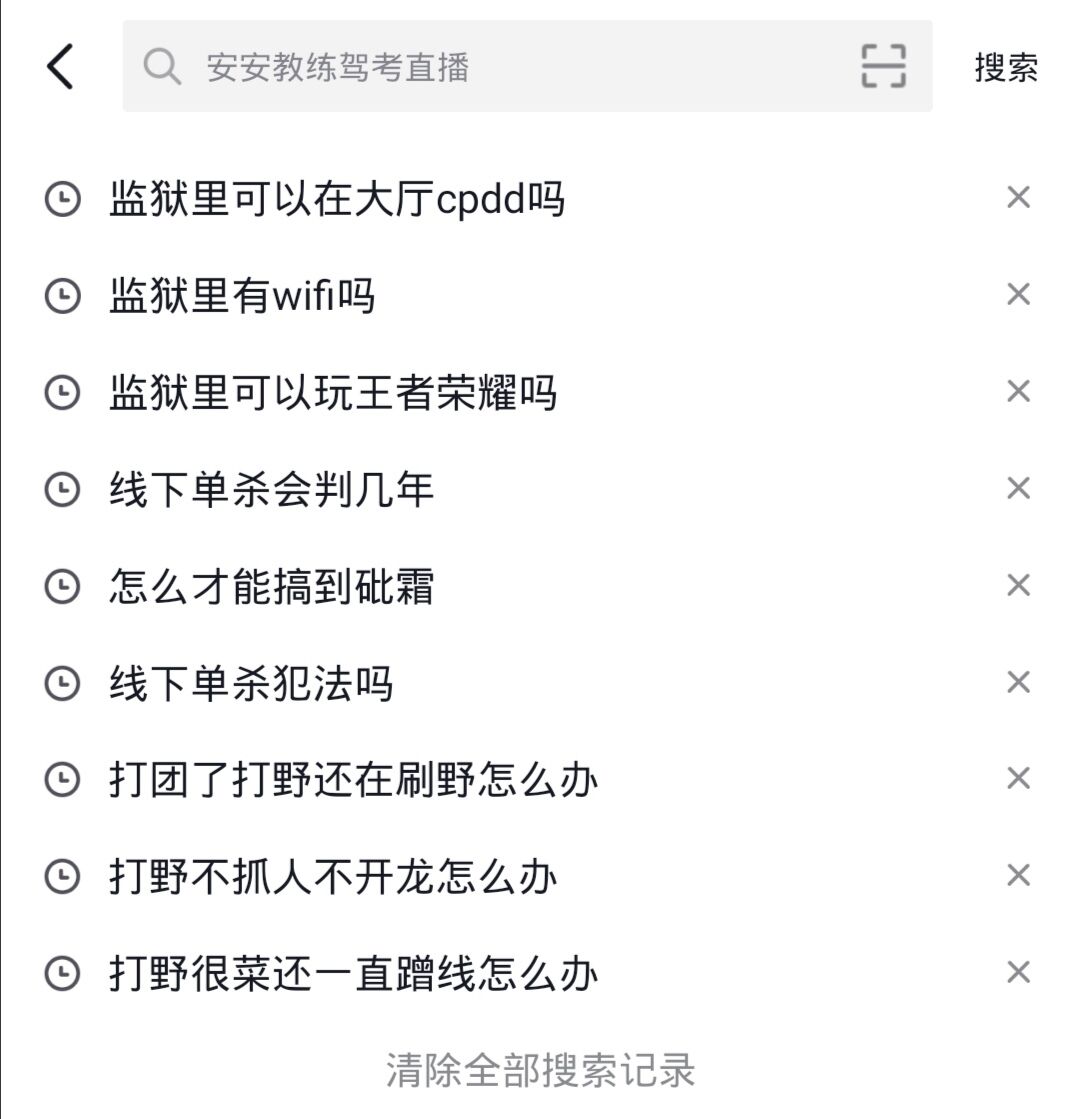 安安教练驾考直播
搜索
监狱里可以在大厅cpdd吗
监狱里有wifi吗
监狱里可以玩王者荣耀吗
线下单杀会判几年
怎么才能搞到砒霜
线下单杀犯法吗
打团了打野还在刷野怎么办
打野不抓人不开龙怎么办
打野很菜还一直蹭线怎么办
清除全部搜索记录